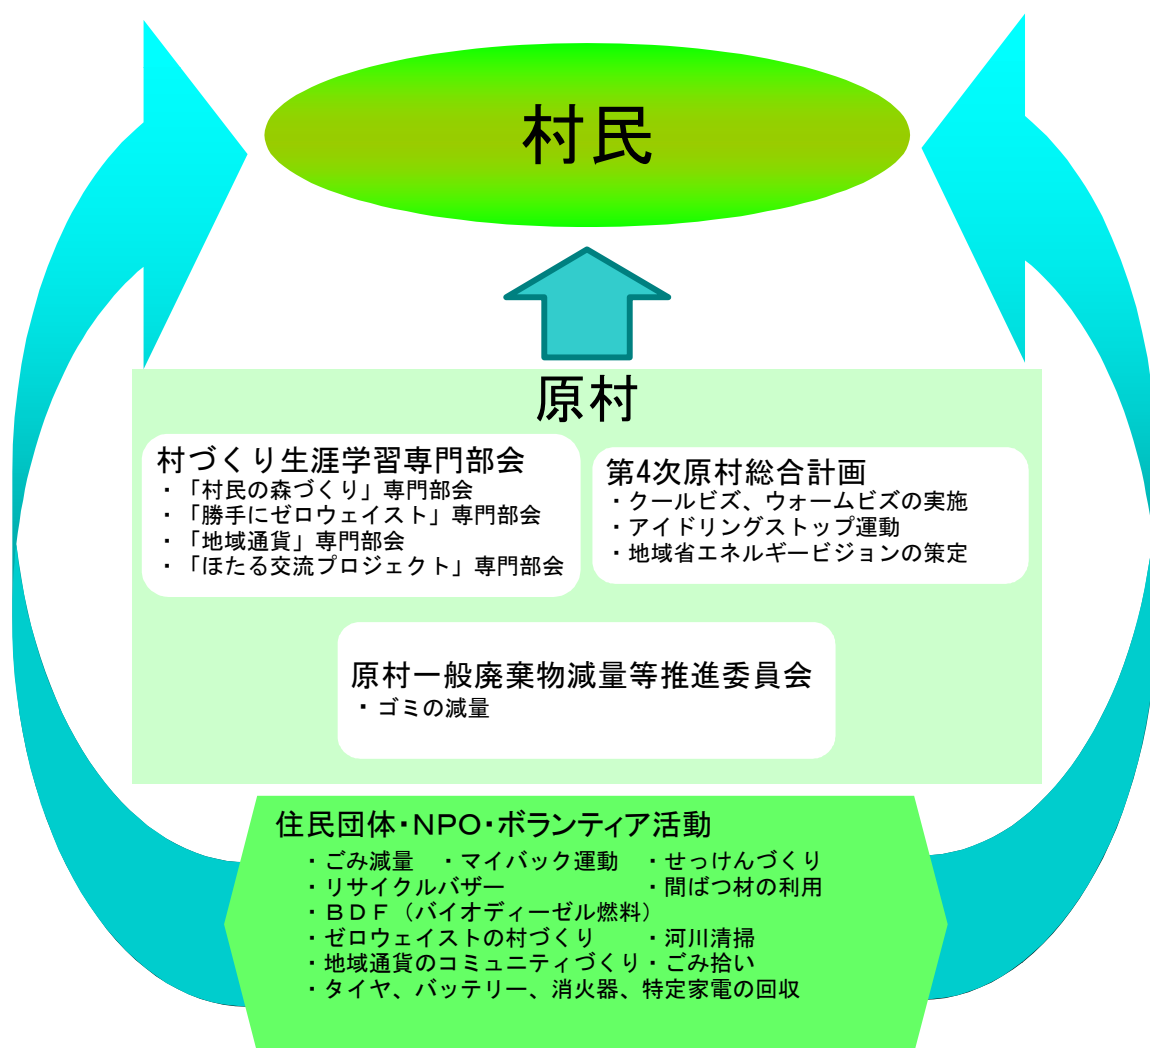 村民
原村
村づくり生涯学習専門部会
・「村民の森づくり」専門部会
・「勝手にゼロウェイスト」専門部会
・「地域通貨」専門部会
・「ほたる交流プロジェクト」専門部会
第4次原村総合計画
・クールビズ、ウォームビズの実施
・アイドリングストップ運動
・地域省エネルギービジョンの策定
原村一般廃棄物減量等推進委員会
・ゴミの減量
住民団体・NPO・ボランティア活動
・ごみ減量　・マイバック運動　・せっけんづくり
・リサイクルバザー　・間ばつ材の利用
・ＢＤＦ（バイオディーゼル燃料）
・ゼロウェイストの村づくり　・河川清掃
・地域通貨のコミュニティづくり・ごみ拾い
・タイヤ、バッテリー、消火器、特定家電の回収